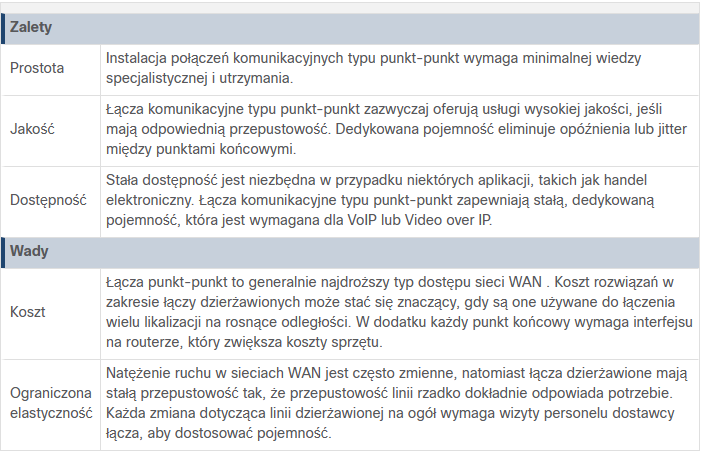 Zalety
Prostota
Instalacja połączeń komunikacyjnych typu punkt-punkt wymaga minimalnej wiedzy
specjalistycznej i utrzymania.
Jakość
Łącza komunikacyjne typu punkt-punkt zazwyczaj oferują usługi wysokiej jakości, jeśli
mają odpowiednią przepustowość. Dedykowana pojemność eliminuje opóźnienia lub jitter
między punktami końcowymi.
Dostępność
Stała dostępność jest niezbędna w przypadku niektórych aplikacji, takich jak handel
elektroniczny. Łącza komunikacyjne typu punkt-punkt zapewniają stałą, dedykowaną
pojemność, która jest wymagana dla VoIP lub Video over IP.
Wady
Koszt
Łącza punkt-punkt to generalnie najdroższy typ dostępu sieci WAN . Koszt rozwiązań w
zakresie łączy dzierżawionych może stać się znaczący, gdy są one używane do łączenia
wielu likalizacji na rosnące odległości. W dodatku każdy punkt końcowy wymaga interfejsu
na routerze, który zwiększa koszty sprzętu.
Ograniczona
elastyczność
Natężenie ruchu w sieciach WAN jest często zmienne, natomiast łącza dzierżawione mają
stałą przepustowość tak, że przepustowość linii rzadko dokładnie odpowiada potrzebie.
Każda zmiana dotycząca linii dzierżawionej na ogół wymaga wizyty personelu dostawcy
łącza, aby dostosować pojemność.